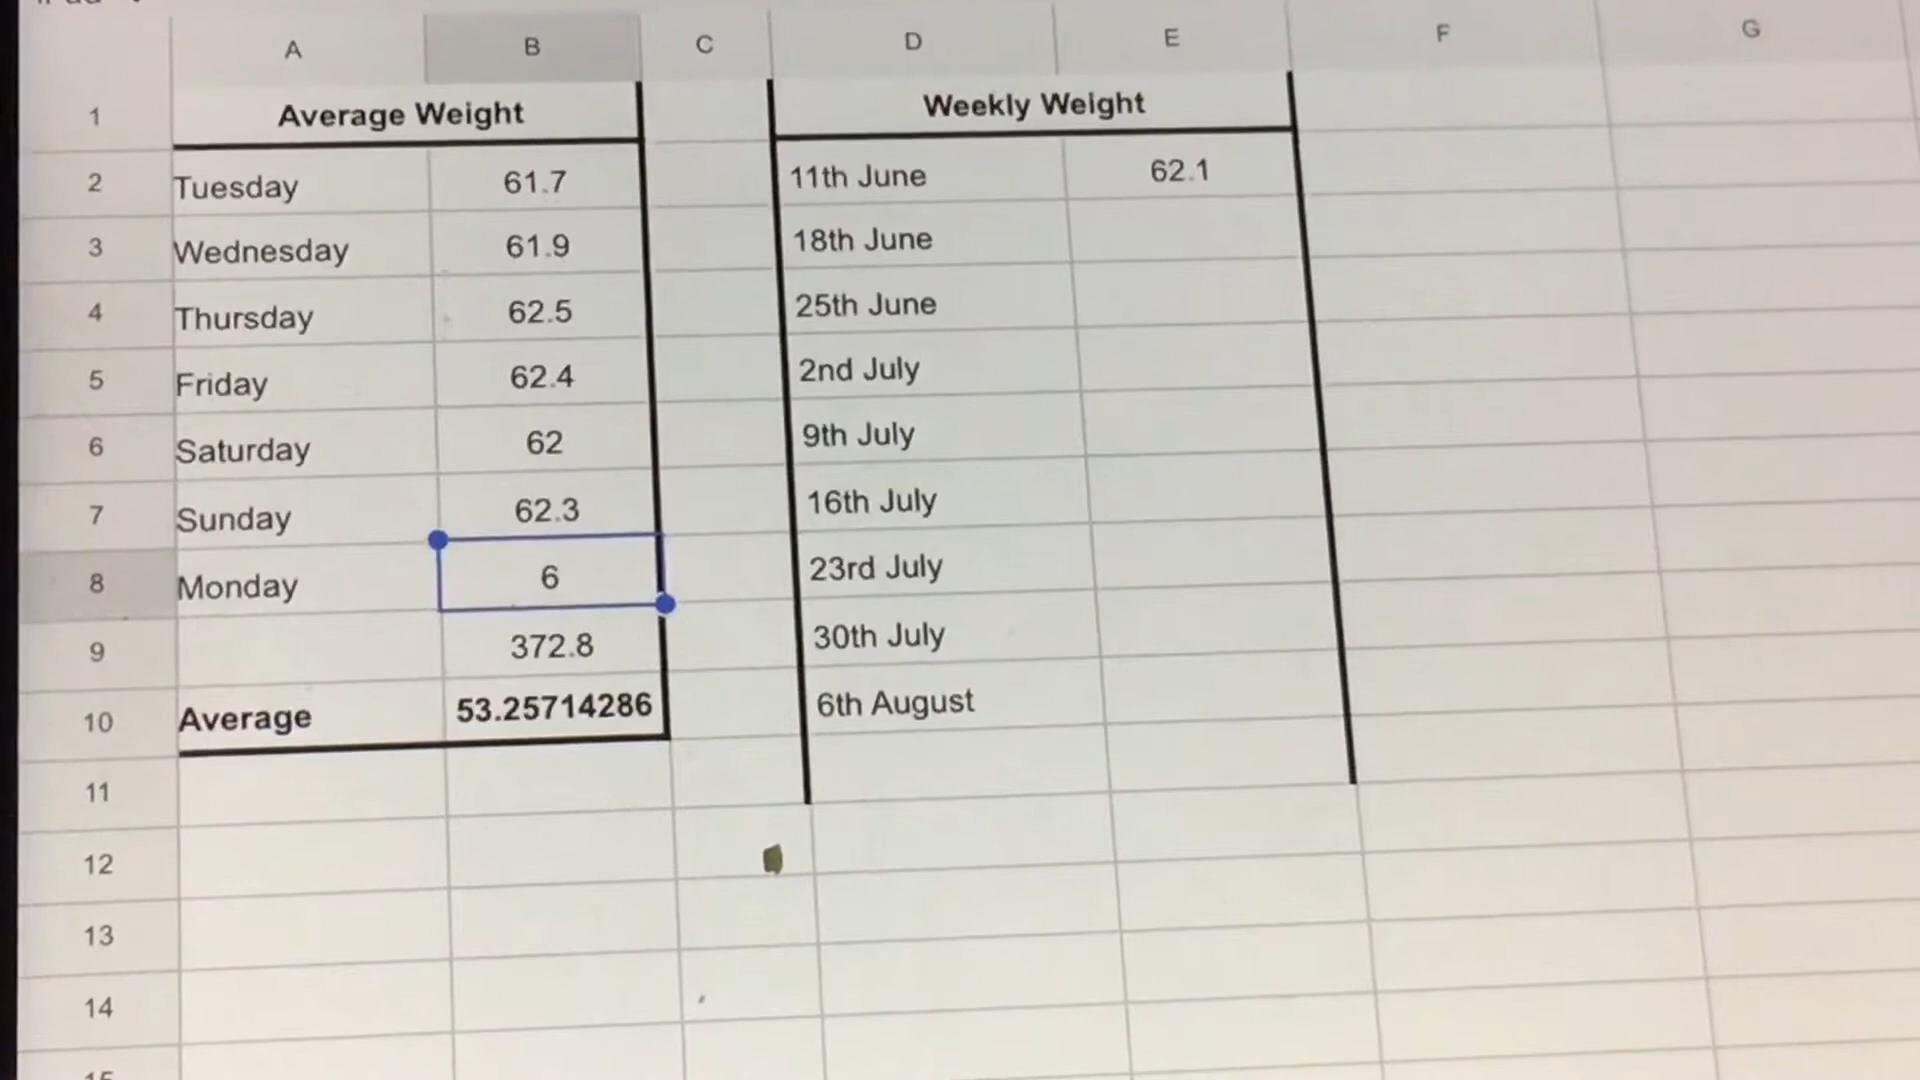 A B C D E F G
1 Average Weight Weekly Weight
2 Tuesday 61.7 11th June 62.1
3 Wednesday 61.9 18th June
4 Thursday 62.5 25th June
5 Friday 62.4 2nd July
6 Saturday 62 9th July
7 Sunday 62.3 16th July
8 Monday 6 23rd July
9 372.8 30th July
10 Average 53.25714286 6th August
11
12
13
14